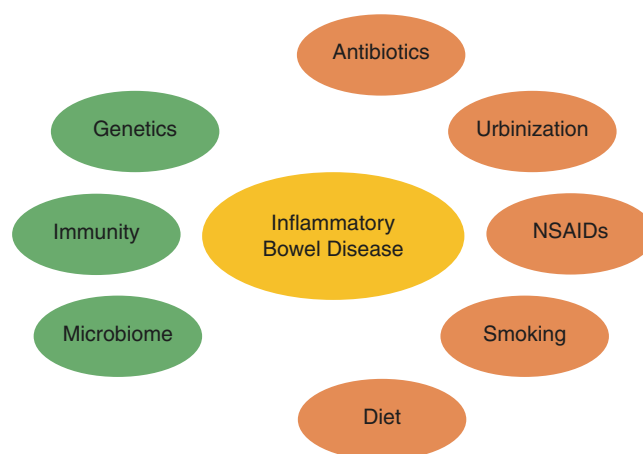 Antibiotics
Genetics
Urbinization
Immunity
Inflammatory
Bowel Disease
NSAIDs
Microbiome
Smoking
Diet